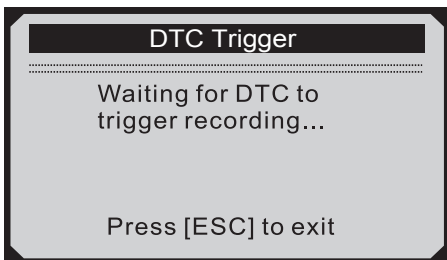 DTC Trigger
Waiting for DTC to
trigger recording...
Press [ESC] to exit